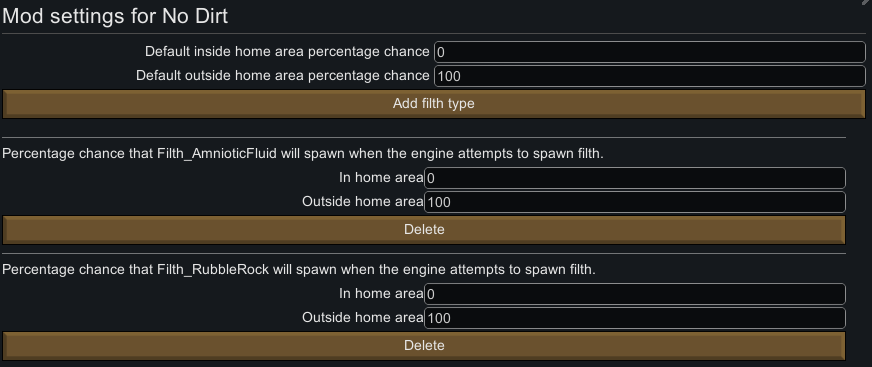 Mod settings for No Dirt
Default inside home area percentage chance 0
Default outside home area percentage chance 100
Add filth type
Percentage chance that Filth_AmnioticFluid will spawn when the engine attempts to spawn filth.
In home area 0
Outside home area 100
Delete
Percentage chance that Filth_RubbleRock will spawn when the engine attempts to spawn filth.
In home area 0
Outside home area 100
Delete